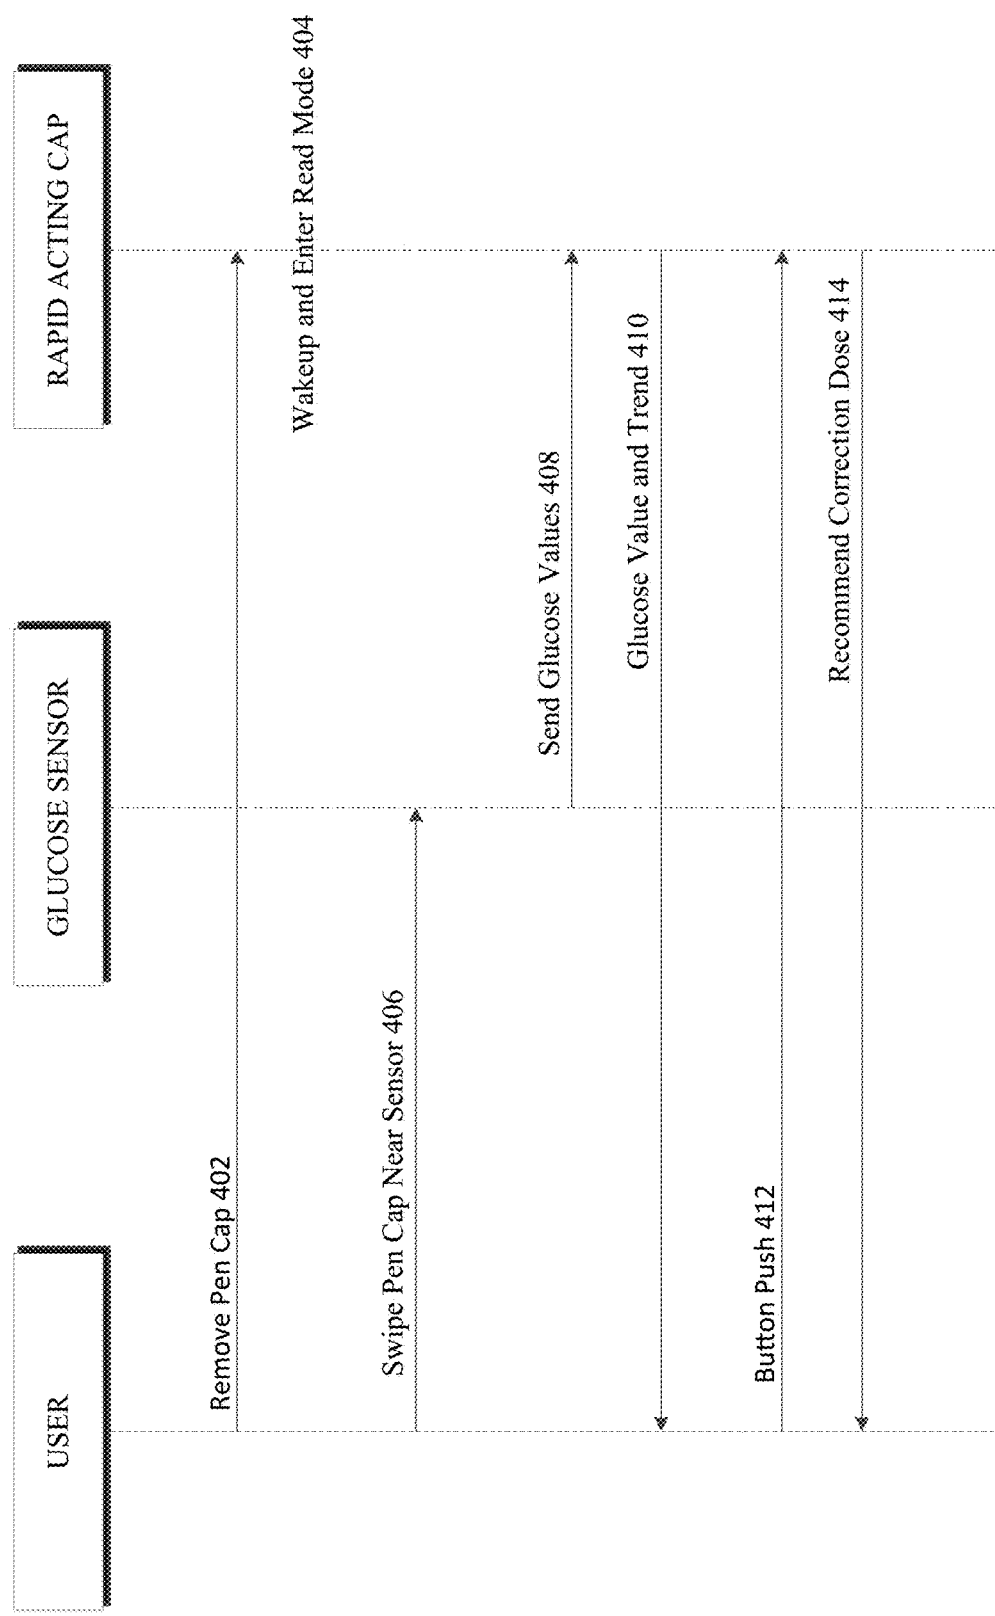 USER
GLUCOSE SENSOR
RAPID ACTING CAP
Remove Pen Cap 402
Wakeup and Enter Read Mode 404
Swipe Pen Cap Near Sensor 406
Send Glucose Values 408
Glucose Value and Trend 410
Button Push 412
Recommend Correction Dose 414